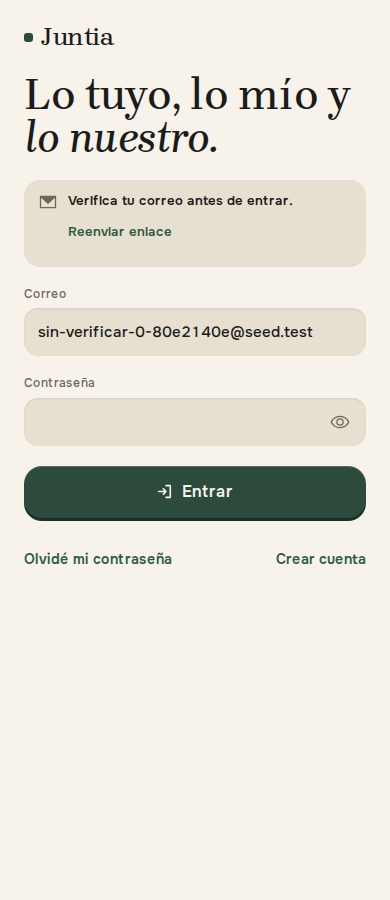 Juntia
Lo tuyo, lo mío y
lo nuestro.
Verifica tu correo antes de entrar.
Reenviar enlace
Correo
sin-verificar-0-80e2140e@seed.test
Contraseña
Entrar
Olvidé mi contraseña
Crear cuenta